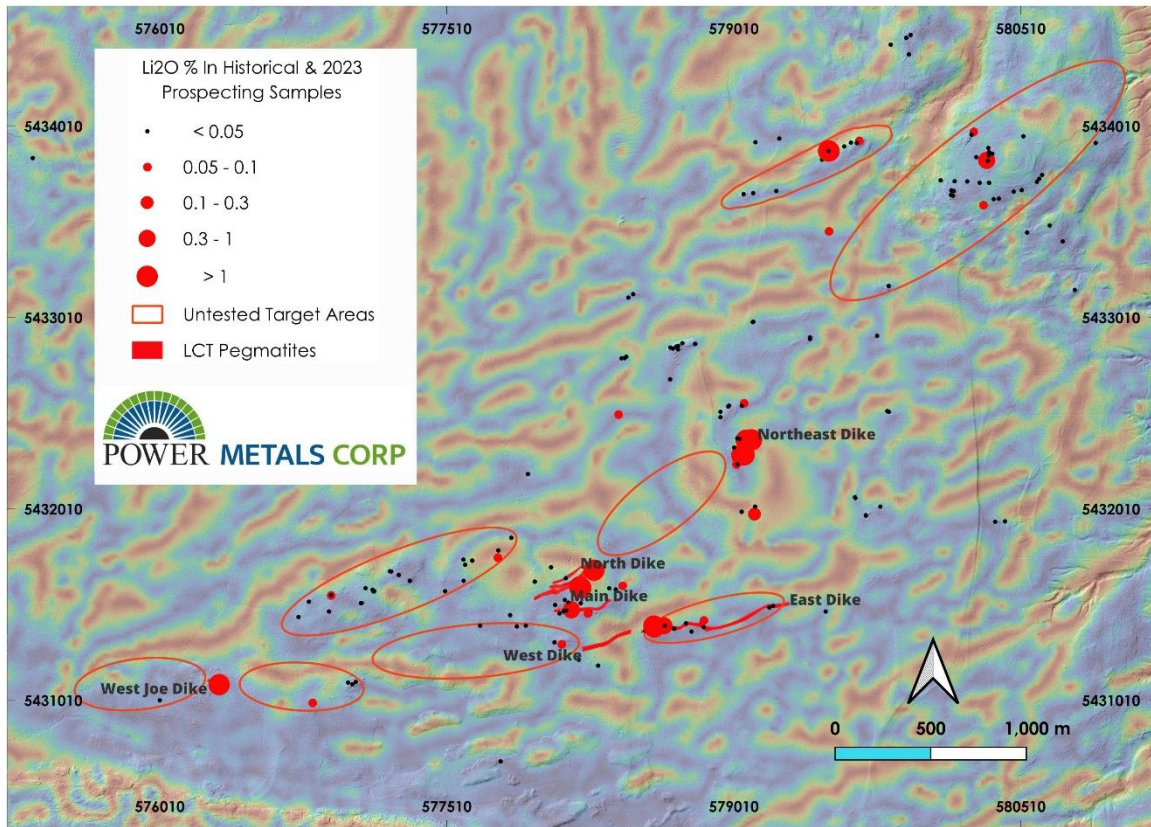 576010 577510 579010 580510
Li2O % In Historical & 2023
Prospecting Samples
< 0.05
0.05 - 0.1
0.1 - 0.3
0.3 - 1
> 1
Untested Target Areas
LCT Pegmatites
POWER METALS CORP
5434010 5434010
5433010 5433010
Northeast Dike
5432010 5432010
North Dike
Main Dike
East Dike
West Dike
West Joe Dike
5431010 5431010
0 500 1,000 m
576010 577510 579010 580510